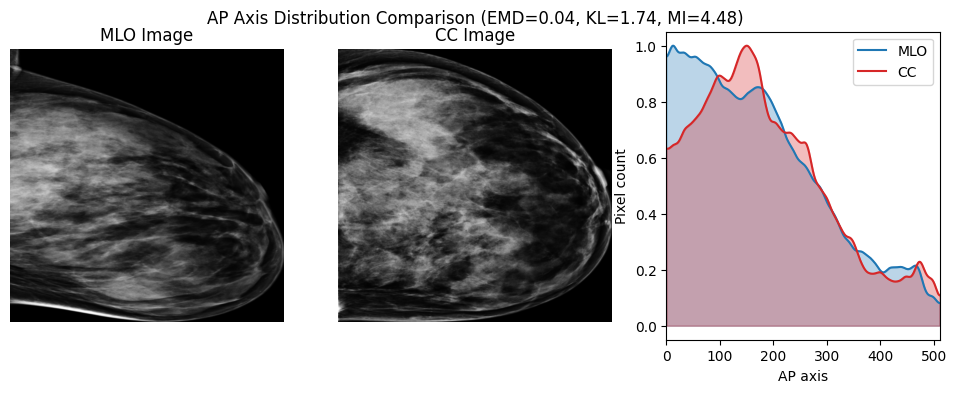 AP Axis Distribution Comparison (EMD=0.04, KL=1.74, MI=4.48)
MLO Image
CC Image
MLO
CC
Pixel count
1.0
0.8
0.6
0.4
0.2
0.0
0 100 200 300 400 500
AP axis